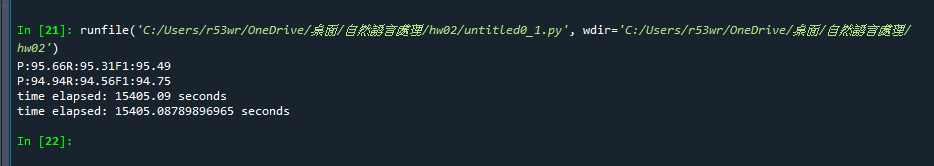 In [21]: runfile('C:/Users/r53wr/OneDrive/桌面/自然語言處理/hw02/untitled0_1.py', wdir='C:/Users/r53wr/OneDrive/桌面/自然語言處理/
hw02')
P:95.66R:95.31F1:95.49
P:94.94R:94.56F1:94.75
time elapsed: 15405.09 seconds
time elapsed: 15405.08789896965 seconds
In [22]: